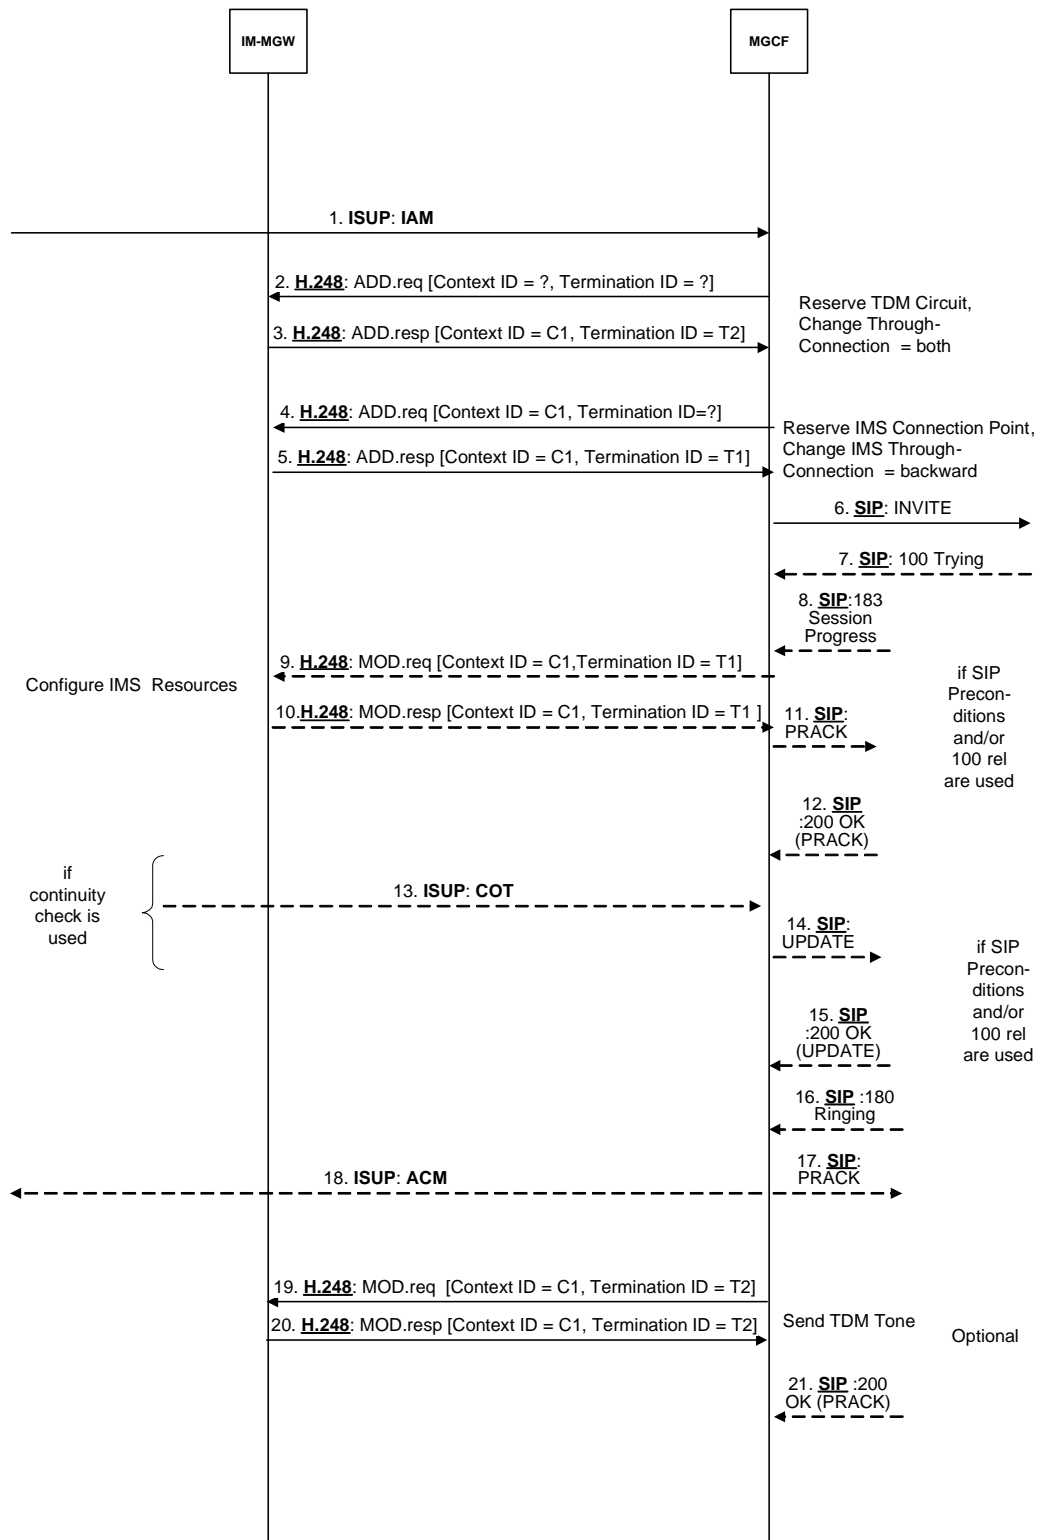 IM-MGW
MGCF
1. ISUP: IAM
2. H.248: ADD.req [Context ID = ?, Termination ID = ?]
Reserve TDM Circuit,
Change Through-
Connection = both
3. H.248: ADD.resp [Context ID = C1, Termination ID = T2]
4. H.248: ADD.req [Context ID = C1, Termination ID=?]
Reserve IMS Connection Point,
Change IMS Through-
Connection = backward
5. H.248: ADD.resp [Context ID = C1, Termination ID = T1]
6. SIP: INVITE
7. SIP: 100 Trying
8. SIP:183
Session
Progress
9. H.248: MOD.req [Context ID = C1,Termination ID = T1]
Configure IMS Resources
if SIP
Precon-
ditions
and/or
100 rel
are used
10.H.248: MOD.resp [Context ID = C1, Termination ID = T1 ]
11. SIP:
PRACK
12. SIP
:200 OK
(PRACK)
if
continuity
check is
used
13. ISUP: COT
14. SIP:
UPDATE
if SIP
Precon-
ditions
and/or
100 rel
are used
15. SIP
:200 OK
(UPDATE)
16. SIP :180
Ringing
17. SIP:
PRACK
18. ISUP: ACM
19. H.248: MOD.req [Context ID = C1, Termination ID = T2]
20. H.248: MOD.resp [Context ID = C1, Termination ID = T2]
Send TDM Tone
Optional
21. SIP :200
OK (PRACK)